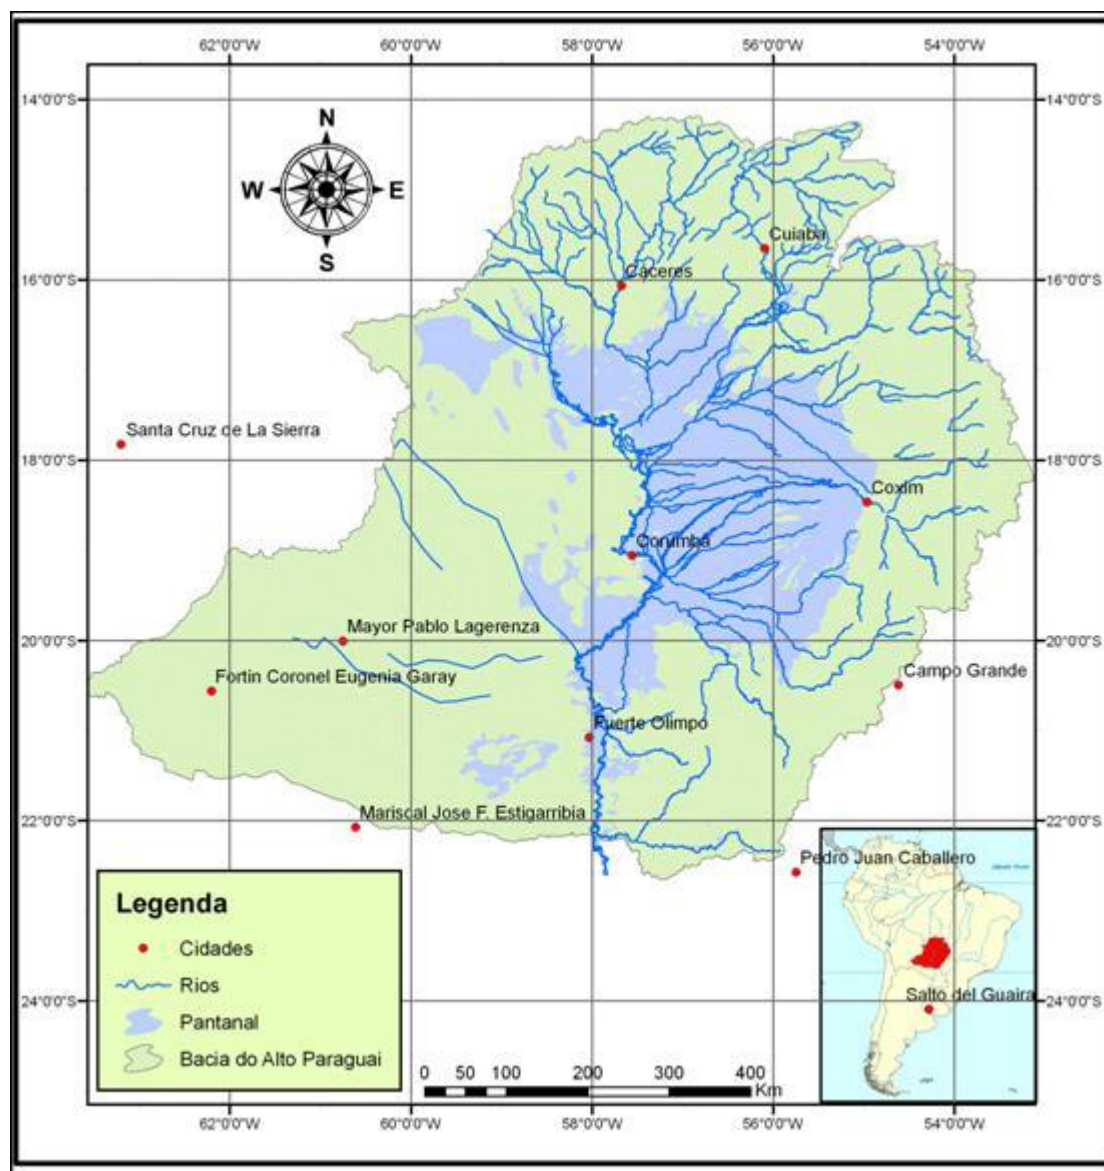 62°0'0"W 60°0'0"W 58°0'0"W 56°0'0"W 54°0'0"W
14°0'0"S 14°0'0"S
N
W E
S
Cuiaba
Cáceres
16°0'0"S 16°0'0"S
Santa Cruz de La Sierra
18°0'0"S 18°0'0"S
Coxim
Corumbá
Mayor Pablo Lagerenza
20°0'0"S 20°0'0"S
Fortin Coronel Eugenia Garay
Campo Grande
Fuerte Olimpo
Mariscal Jose F. Estigarribia
22°0'0"S 22°0'0"S
Pedro Juan Caballero
Legenda
Cidades
Rios
Pantanal
Bacia do Alto Paraguai
Salto del Guaira
24°0'0"S 24°0'0"S
0 50 100 200 300 400
Km
62°0'0"W 60°0'0"W 58°0'0"W 56°0'0"W 54°0'0"W